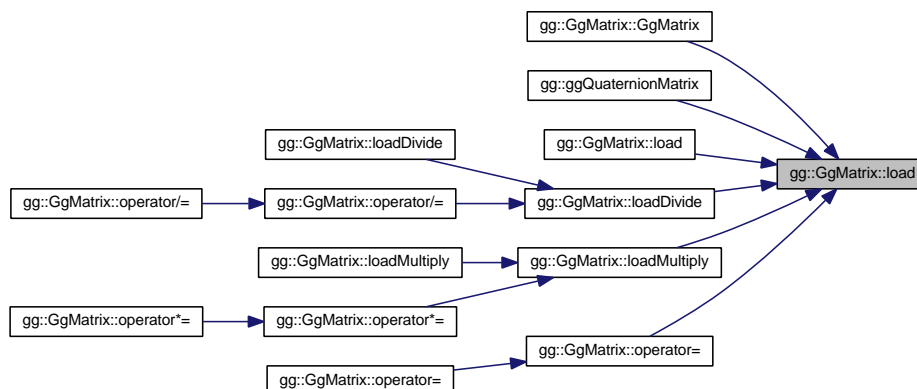 gg::GgMatrix::GgMatrix
gg::ggQuaternionMatrix
gg::GgMatrix::loadDivide
gg::GgMatrix::load
gg::GgMatrix::load
gg::GgMatrix::operator/=
gg::GgMatrix::operator/=
gg::GgMatrix::loadDivide
gg::GgMatrix::loadMultiply
gg::GgMatrix::loadMultiply
gg::GgMatrix::operator*=
gg::GgMatrix::operator*=
gg::GgMatrix::operator=
gg::GgMatrix::operator=